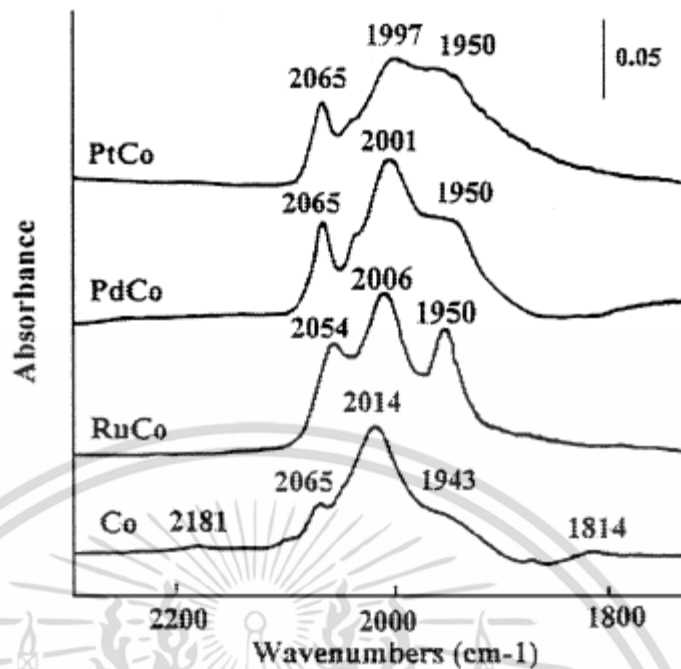 1997 1950
0.05
2065
PtCo
2001
2065
1950
PdCo
2006
2054
1950
RuCo
2014
2065
1943
Co
2181
1814
Absorbance
2200
2000
1800
Wavenumbers (cm-1)